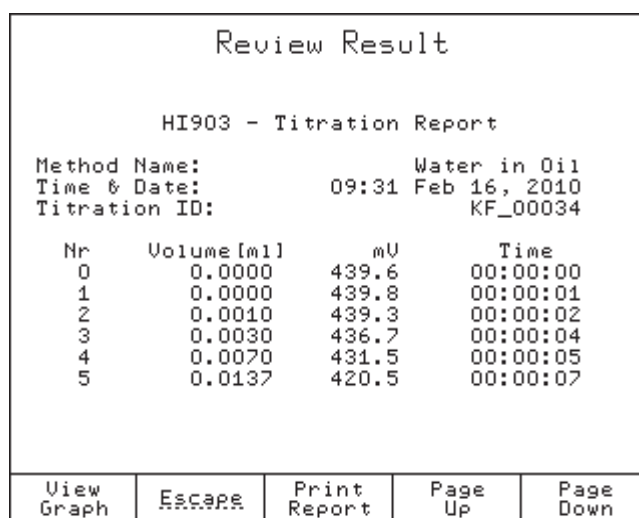 Review Result
HI903 - Titration Report
Method Name: Water in Oil
Time & Date: 09:31 Feb 16, 2010
Titration ID: KF_00034
Nr Volume[ml] mV Time
0 0.0000 439.6 00:00:00
1 0.0000 439.8 00:00:01
2 0.0010 439.3 00:00:02
3 0.0030 436.7 00:00:04
4 0.0070 431.5 00:00:05
5 0.0137 420.5 00:00:07
View Graph
Escape
Print Report
Page Up
Page Down